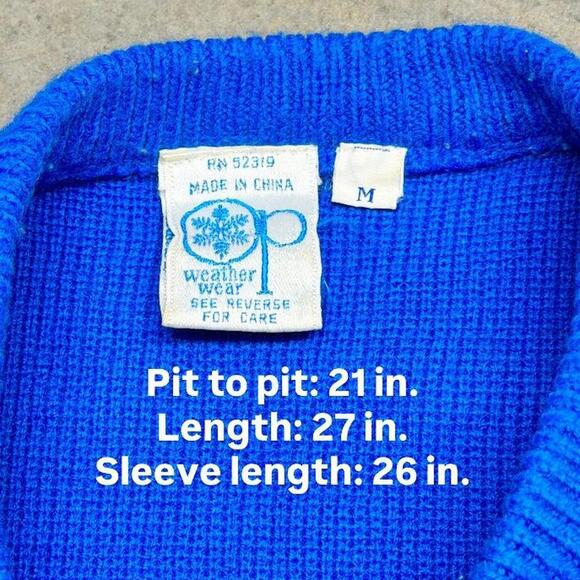 RN 52319
MADE IN CHINA
Op
weather
wear
SEE REVERSE
FOR CARE
M
Pit to pit: 21 in.
Length: 27 in.
Sleeve length: 26 in.